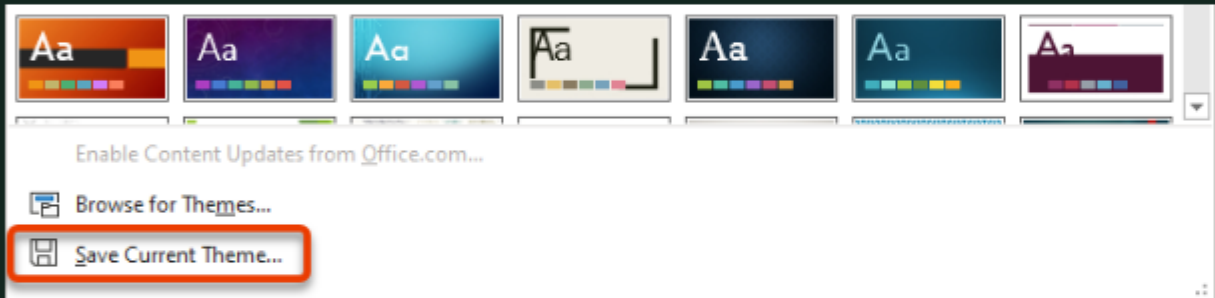 Aa Aa Aa Aa Aa Aa Aa
Enable Content Updates from Office.com...
Browse for Themes...
Save Current Theme...